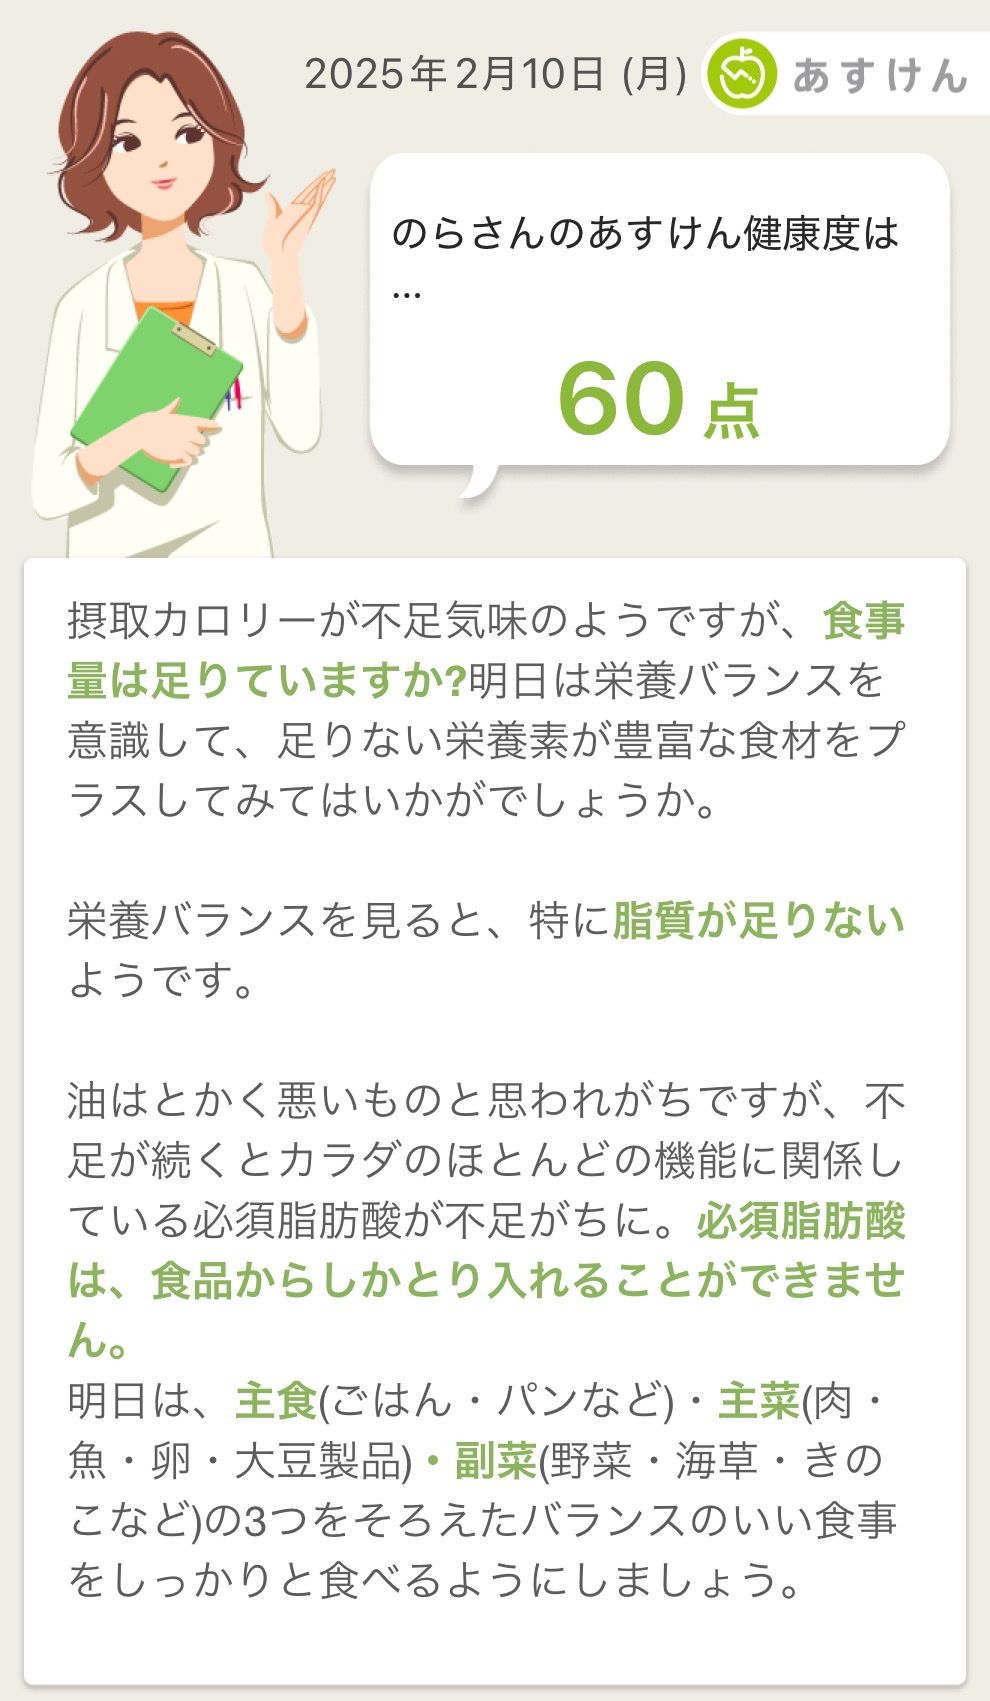 2025年2月10日 (月)
あすけん
のらさんのあすけん健康度は
…
60 点
摂取カロリーが不足気味のようですが、食事
量は足りていますか?明日は栄養バランスを
意識して、足りない栄養素が豊富な食材をプ
ラスしてみてはいかがでしょうか。
栄養バランスを見ると、特に脂質が足りない
ようです。
油はとかく悪いものと思われがちですが、不
足が続くとカラダのほとんどの機能に関係し
ている必須脂肪酸が不足がちに。必須脂肪酸
は、食品からしかとり入れることができませ
ん。
明日は、主食(ごはん・パンなど)・主菜(肉・
魚・卵・大豆製品)・副菜(野菜・海草・きの
こなど)の3つをそろえたバランスのいい食事
をしっかりと食べるようにしましょう。